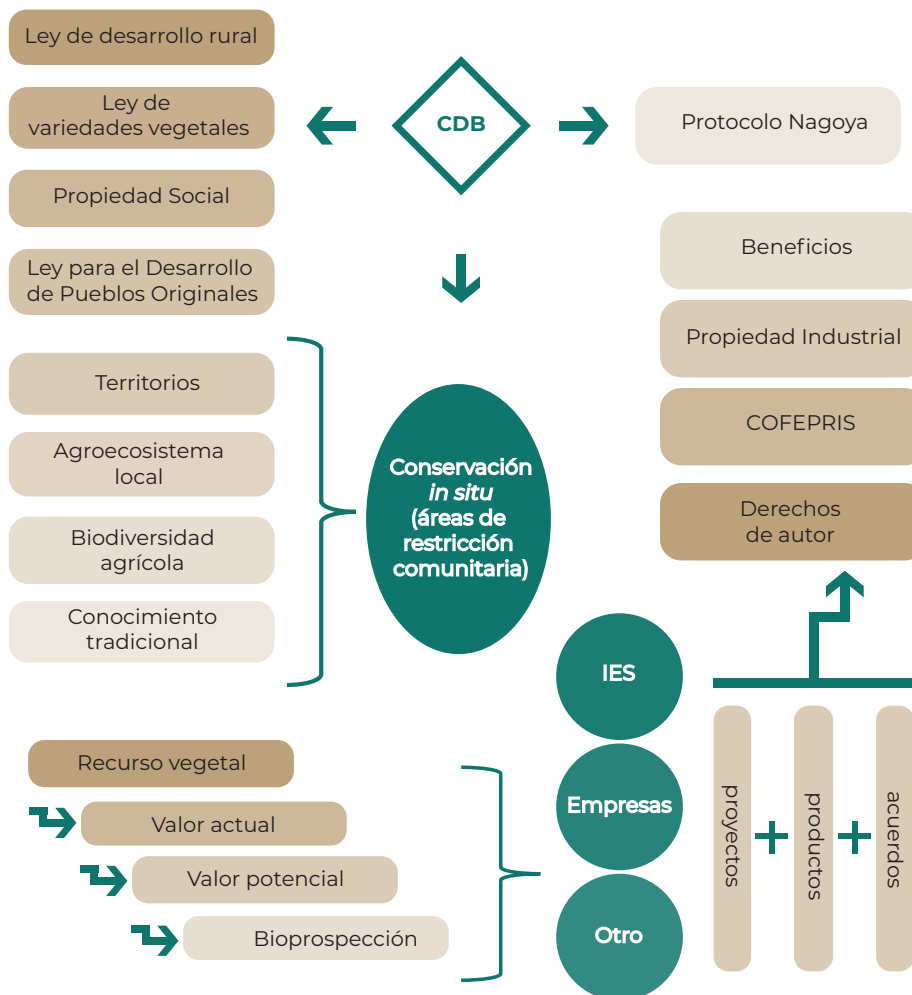 Ley de desarrollo rural
Ley de
variedades vegetales
Propiedad Social
Ley para el Desarrollo
de Pueblos Originales
CDB
Protocolo Nagoya
Beneficios
Propiedad Industrial
COFEPRIS
Derechos
de autor
Territorios
Agroecosistema
local
Biodiversidad
agrícola
Conocimiento
tradicional
Conservación
in situ
(áreas de
restricción
comunitaria)
Recurso vegetal
Valor actual
Valor potencial
Bioprospección
IES
Empresas
Otro
proyectos
+
productos
+
acuerdos